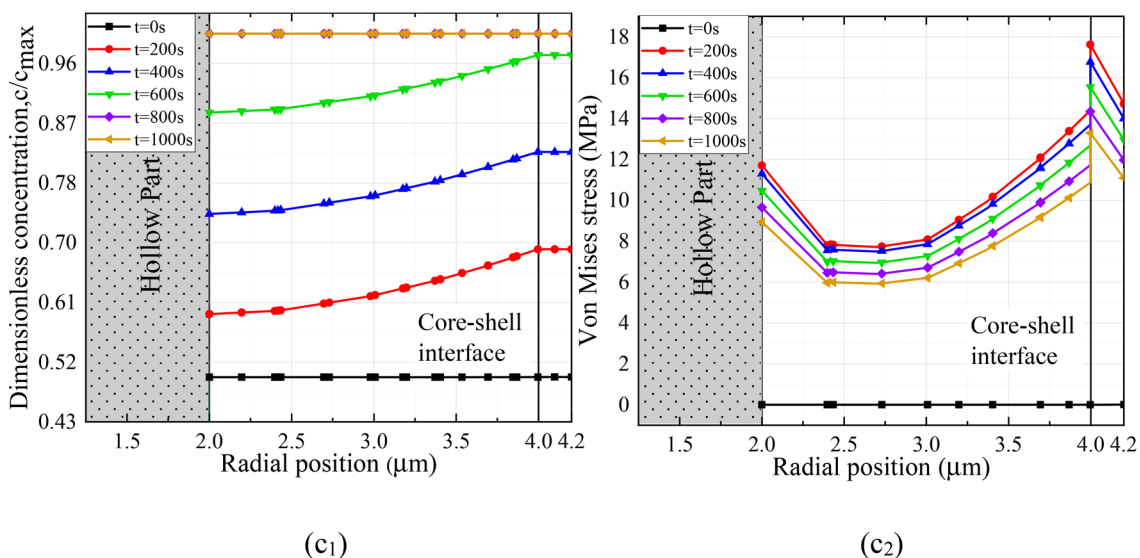 t=0s
t=200s
t=400s
t=600s
t=800s
t=1000s
Dimensionless concentration,c/cmax
0.96
0.87
0.78
0.70
0.61
0.52
0.43
Hollow Part
Core-shell
interface
1.5
2.0
2.5
3.0
3.5
4.0
4.2
Radial position (μm)
(c1)
t=0s
t=200s
t=400s
t=600s
t=800s
t=1000s
Von Mises stress (MPa)
18
16
14
12
10
8
6
4
2
0
Hollow Part
Core-shell
interface
1.5
2.0
2.5
3.0
3.5
4.0
4.2
Radial position (μm)
(c2)